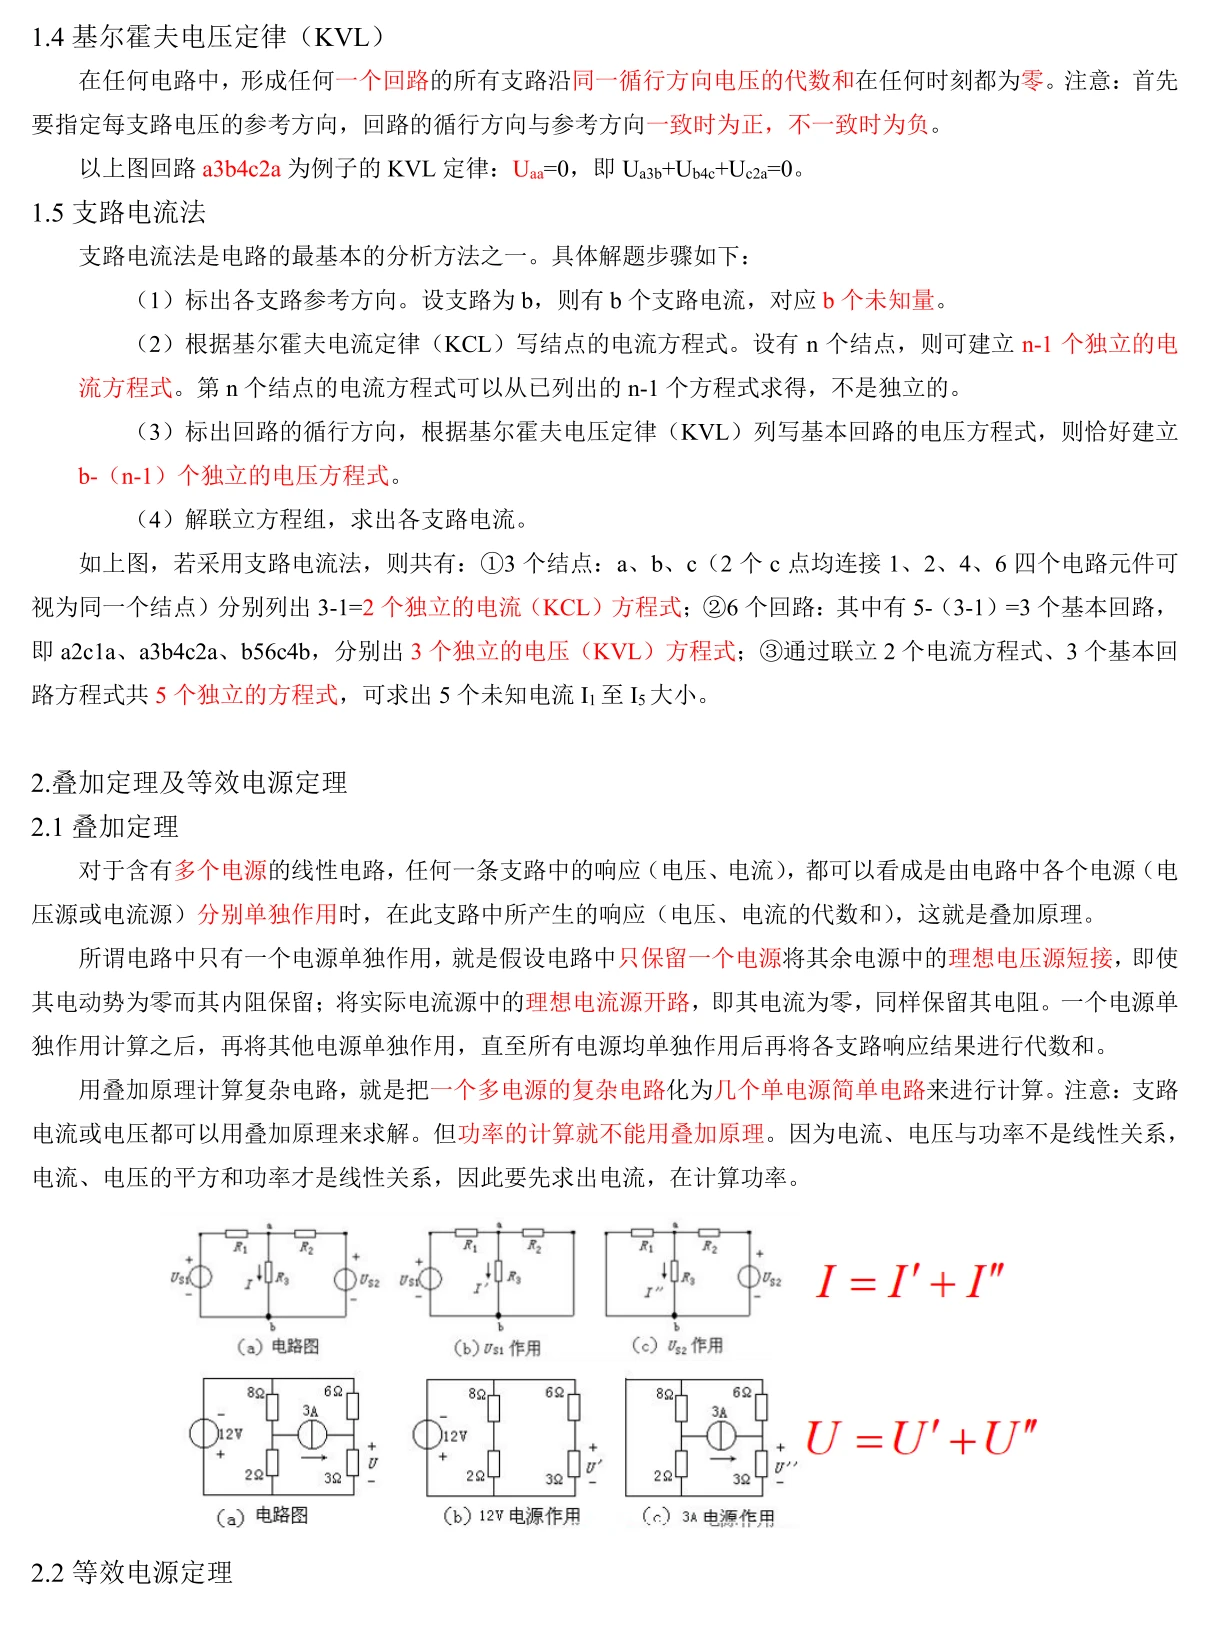 1.4 基尔霍夫电压定律（KVL）
在任何电路中，形成任何一个回路的所有支路沿同一循行方向电压的代数和在任何时刻都为零。注意：首先
要指定每支路电压的参考方向，回路的循行方向与参考方向一致时为正，不一致时为负。
以上图回路 a3b4c2a 为例子的 KVL 定律：Uaa=0，即 Ua3b+Ub4c+Uc2a=0。
1.5 支路电流法
支路电流法是电路的最基本的分析方法之一。具体解题步骤如下：
（1）标出各支路参考方向。设支路为 b，则有 b 个支路电流，对应 b 个未知量。
（2）根据基尔霍夫电流定律（KCL）写结点的电流方程式。设有 n 个结点，则可建立 n-1 个独立的电
流方程式。第 n 个结点的电流方程式可以从已列出的 n-1 个方程式求得，不是独立的。
（3）标出回路的循行方向，根据基尔霍夫电压定律（KVL）列写基本回路的电压方程式，则恰好建立
b-（n-1）个独立的电压方程式。
（4）解联立方程组，求出各支路电流。
如上图，若采用支路电流法，则共有：①3 个结点：a、b、c（2 个 c 点均连接 1、2、4、6 四个电路元件可
视为同一个结点）分别列出 3-1=2 个独立的电流（KCL）方程式；②6 个回路：其中有 5-（3-1）=3 个基本回路，
即 a2c1a、a3b4c2a、b56c4b，分别出 3 个独立的电压（KVL）方程式；③通过联立 2 个电流方程式、3 个基本回
路方程式共 5 个独立的方程式，可求出 5 个未知电流 I1 至 I5 大小。
2.叠加定理及等效电源定理
2.1 叠加定理
对于含有多个电源的线性电路，任何一条支路中的响应（电压、电流），都可以看成是由电路中各个电源（电
压源或电流源）分别单独作用时，在此支路中所产生的响应（电压、电流的代数和），这就是叠加原理。
所谓电路中只有一个电源单独作用，就是假设电路中只保留一个电源将其余电源中的理想电压源短接，即使
其电动势为零而其内阻保留；将实际电流源中的理想电流源开路，即其电流为零，同样保留其电阻。一个电源单
独作用计算之后，再将其他电源单独作用，直至所有电源均单独作用后再将各支路响应结果进行代数和。
用叠加原理计算复杂电路，就是把一个多电源的复杂电路化为几个单电源简单电路来进行计算。注意：支路
电流或电压都可以用叠加原理来求解。但功率的计算就不能用叠加原理。因为电流、电压与功率不是线性关系，
电流、电压的平方和功率才是线性关系，因此要先求出电流，在计算功率。
a a a
R1 R2 R1 R2 R1 R2
+ + + +
US1 I R3 US2 US1 I′ R3 I″ R3 US2
− − − −
b b b
（a）电路图 （b）US1 作用 （c）US2 作用
I = I′ + I″
8Ω 6Ω 8Ω 6Ω 8Ω 6Ω
− 3A − 3A
12V + 12V + +
+ U + U′ U′′
2Ω 3Ω − 2Ω 3Ω − 2Ω 3Ω −
（a）电路图 （b）12V 电源作用 （c）3A 电源作用
U = U′ + U″
2.2 等效电源定理